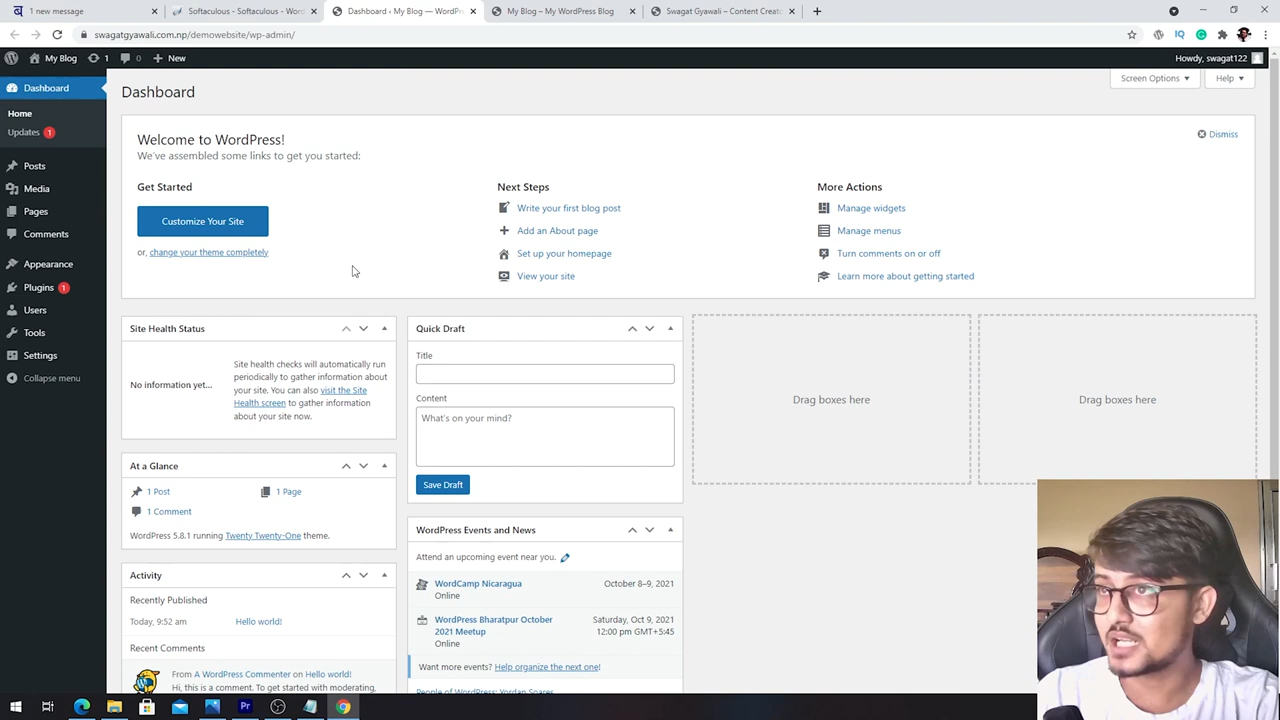 1 new message
Softaculous - Softaculous - Wor
Dashboard ‹ My Blog — WordPr
My Blog – My WordPress Blog
Swagat Gyawali – Content Creato
swagatgyawali.com.np/demowebsite/wp-admin/
My Blog
1
0
New
Howdy, swagat122
Dashboard
Home
Updates 1
Posts
Media
Pages
Comments
Appearance
Plugins 1
Users
Tools
Settings
Collapse menu
Dashboard
Screen Options
Help
Welcome to WordPress!
We've assembled some links to get you started:
Dismiss
Get Started
Customize Your Site
or, change your theme completely
Next Steps
Write your first blog post
Add an About page
Set up your homepage
View your site
More Actions
Manage widgets
Manage menus
Turn comments on or off
Learn more about getting started
Site Health Status
No information yet...
Site health checks will automatically run
periodically to gather information about
your site. You can also visit the Site
Health screen to gather information
about your site now.
At a Glance
1 Post
1 Page
1 Comment
WordPress 5.8.1 running Twenty Twenty-One theme.
Activity
Recently Published
Today, 9:52 am
Hello world!
Recent Comments
From A WordPress Commenter on Hello world!
Hi, this is a comment. To get started with moderating,
Quick Draft
Title
Content
What's on your mind?
Save Draft
WordPress Events and News
Attend an upcoming event near you.
WordCamp Nicaragua
October 8–9, 2021
Online
WordPress Bharatpur October
2021 Meetup
Saturday, Oct 9, 2021
12:00 pm GMT+5:45
Online
Want more events? Help organize the next one!
People of WordPress: Yordan Soares
Drag boxes here
Drag boxes here